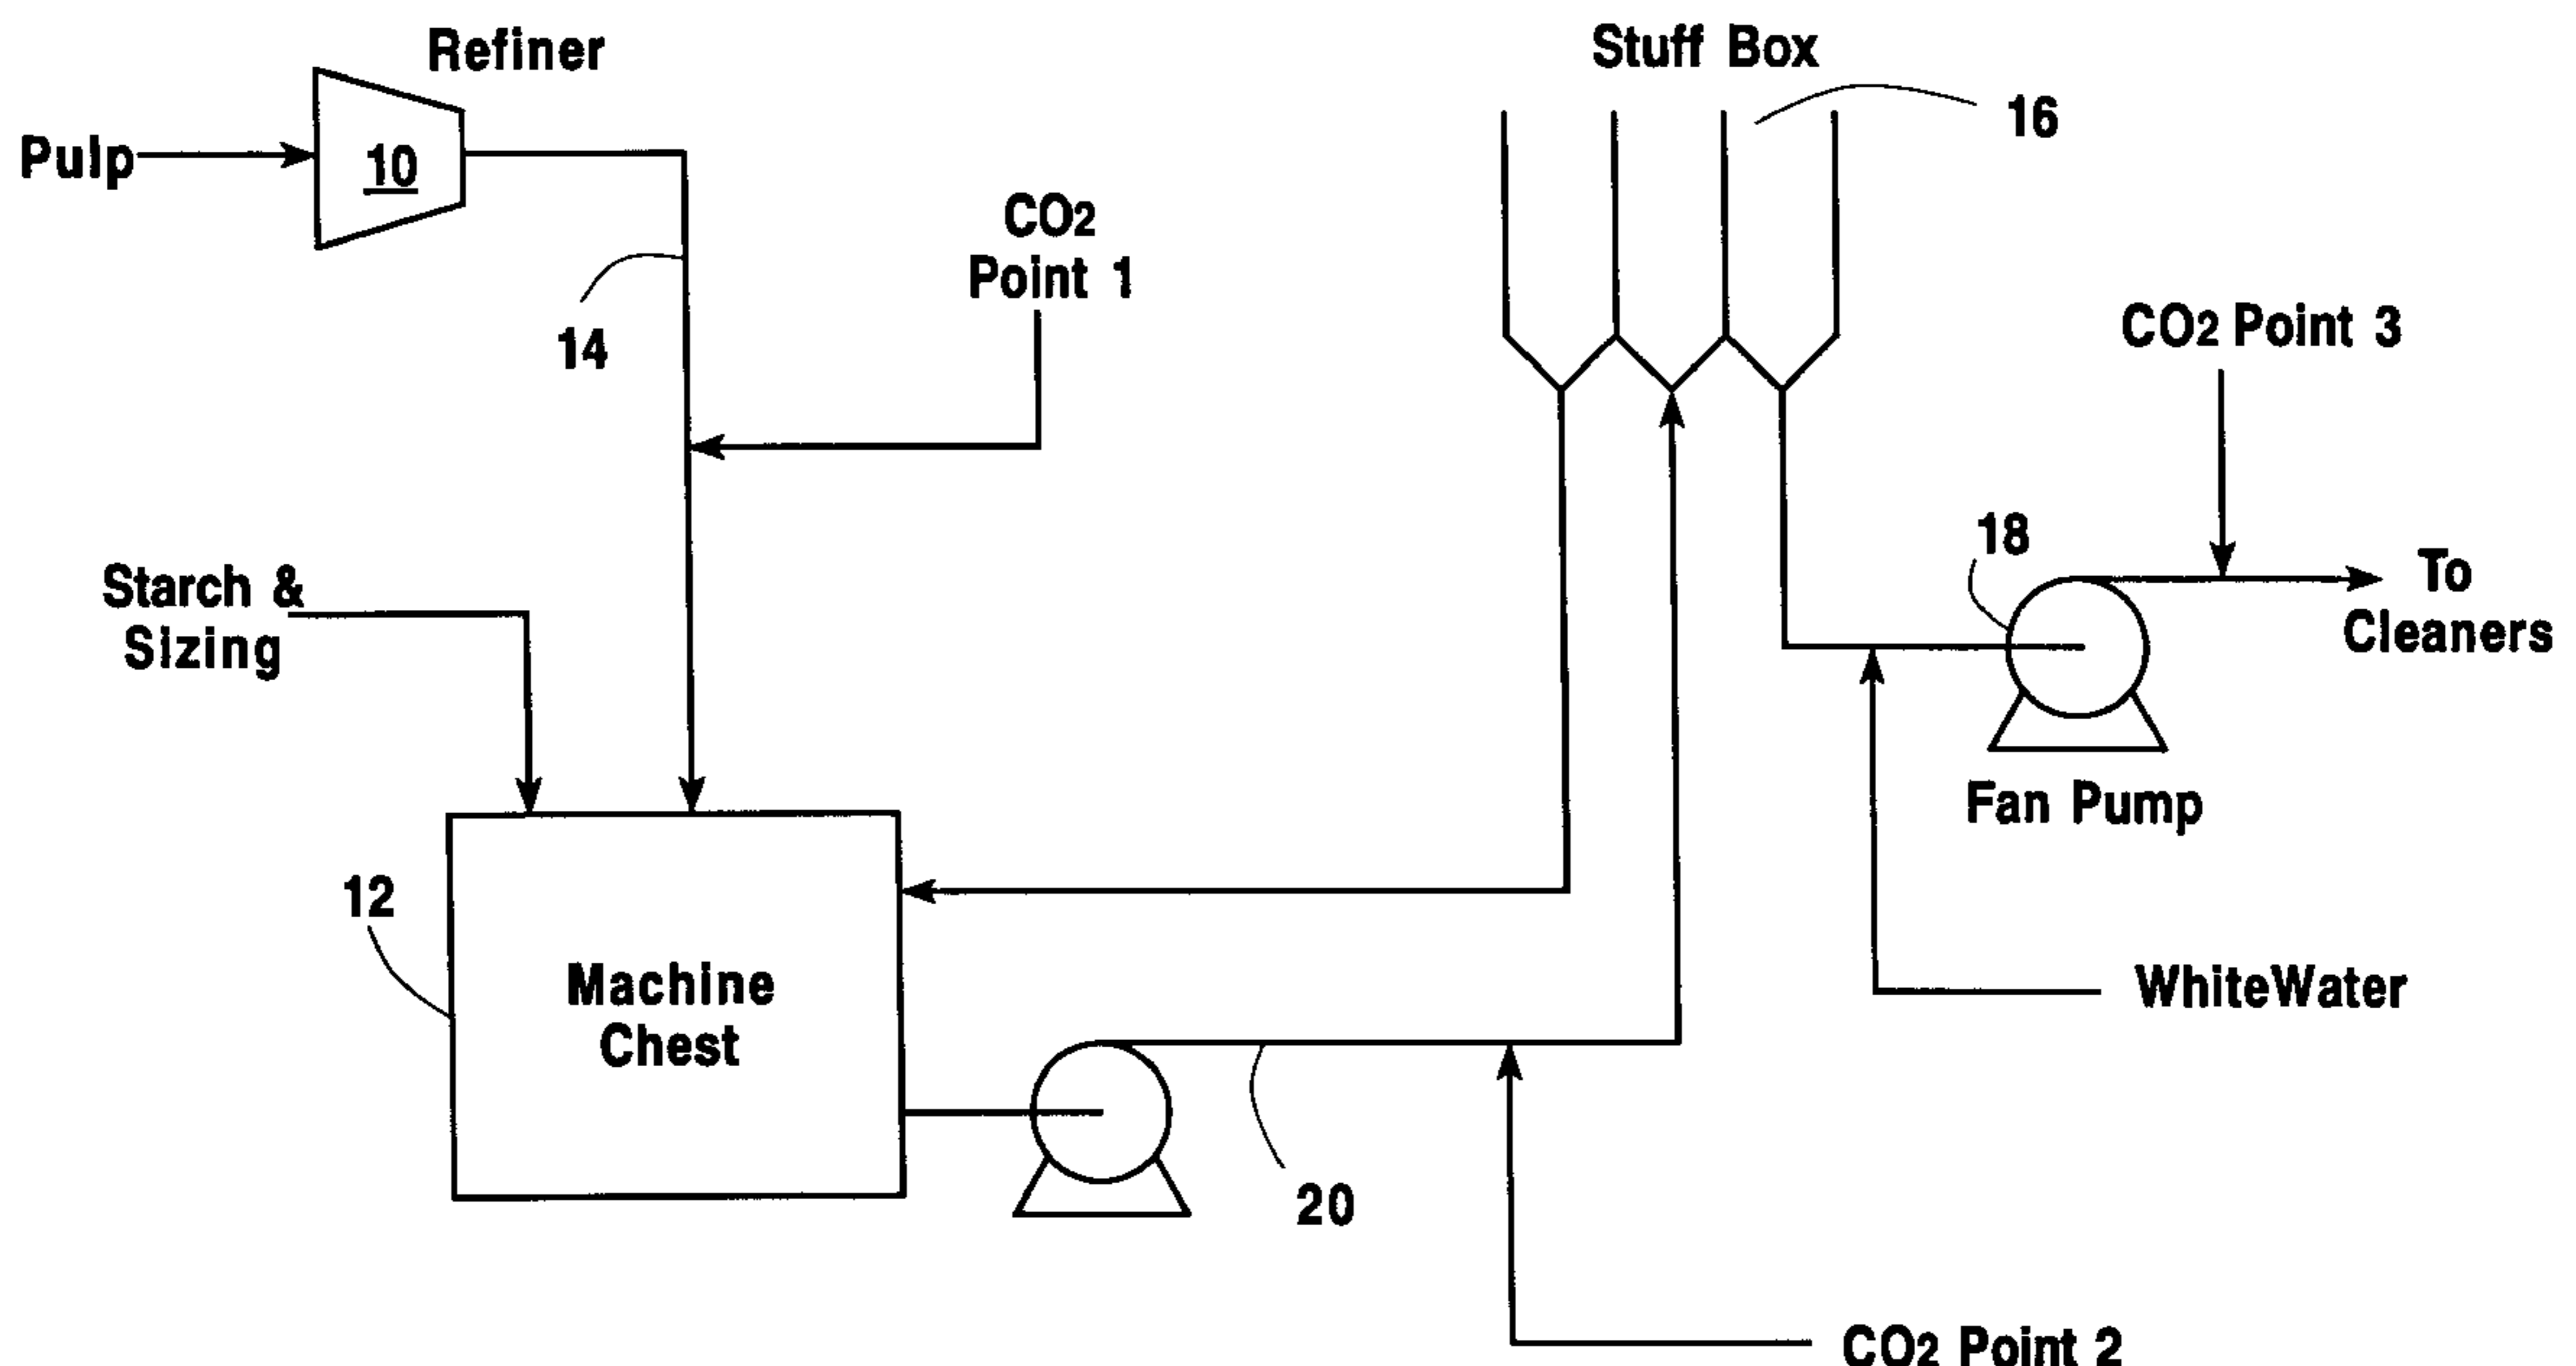 Refiner
Stuff Box
16
Pulp
10
CO2
Point 1
14
CO2 Point 3
18
To
Cleaners
Starch &
Sizing
Fan Pump
12
Machine
Chest
WhiteWater
20
CO2 Point 2